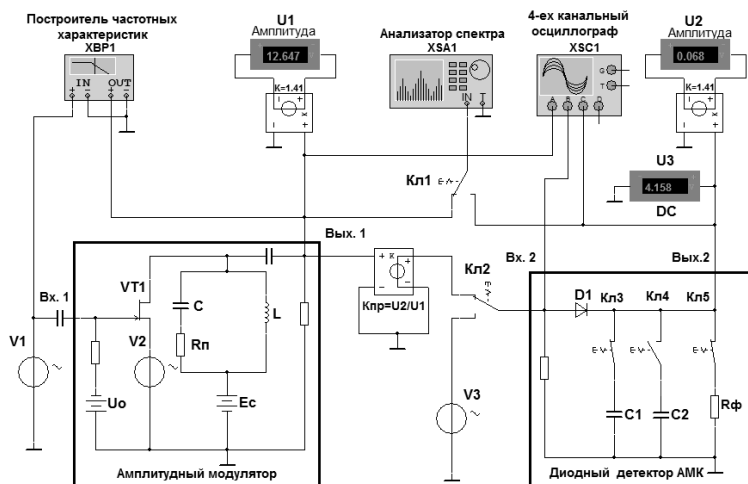 Построитель частотных
характеристик
XBP1
IN OUT
U1
Амплитуда
12.647
K=1.41
Анализатор спектра
XSA1
IN T
4-ех канальный
осциллограф
XSC1
G
T
A B C D
U2
Амплитуда
0.068
K=1.41
U3
4.158
DC
Кл1
Вых. 1
Вх. 1
VT1
C
L
Rп
V1
V2
Uo
Ec
Амплитудный модулятор
K
Кпр=U2/U1
Кл2
V3
Вх. 2
Вых.2
D1
Кл3
Кл4
Кл5
C1
C2
Rф
Диодный детектор АМК